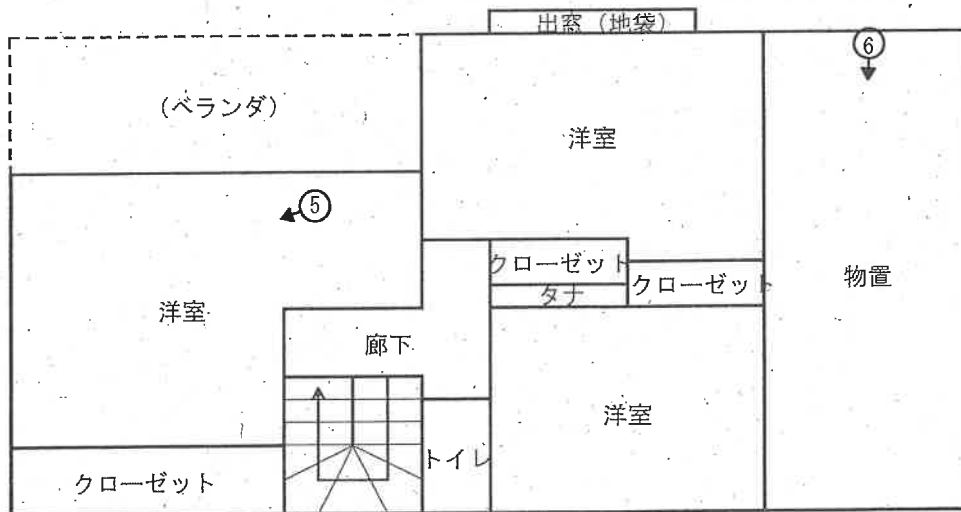 出窓（地袋）
⑥
（ベランダ）
洋室
⑤
クローゼット
クローゼット
タナ
物置
洋室
廊下
洋室
トイレ
クローゼット